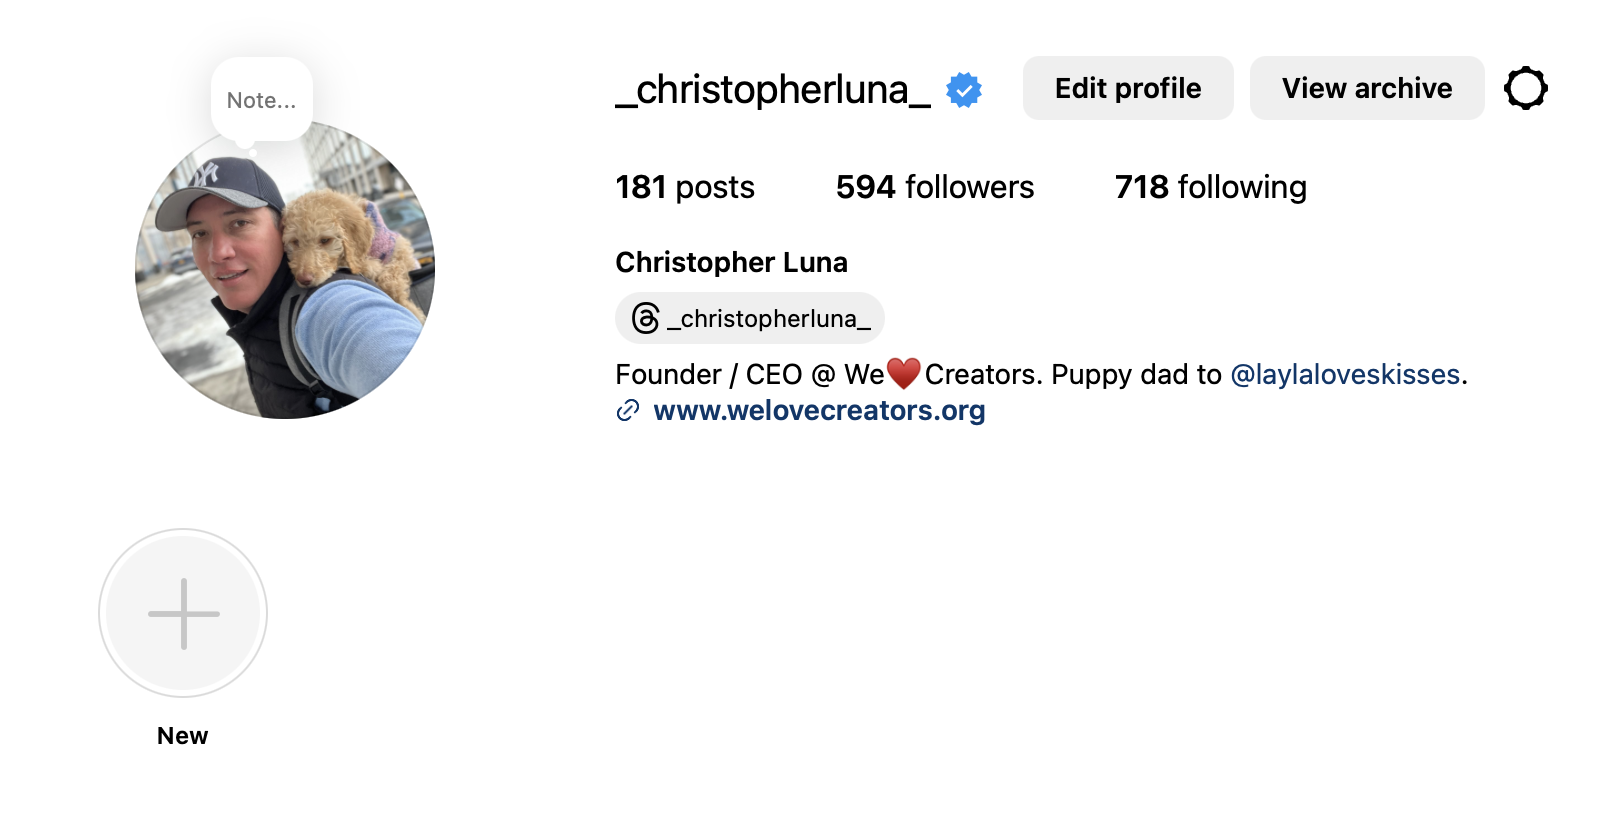 Note...
_christopherluna_
Edit profile
View archive
181 posts
594 followers
718 following
Christopher Luna
_christopherluna_
Founder / CEO @ We♥️Creators. Puppy dad to @laylaloveskisses.
www.welovecreators.org
NY
New